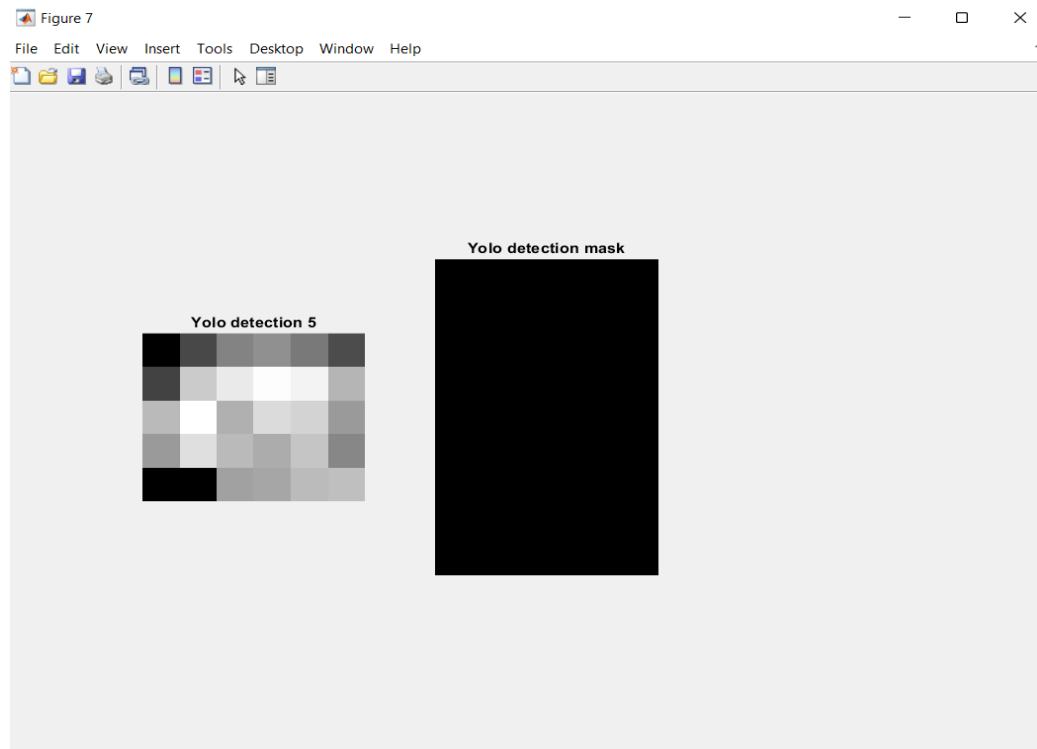 Figure 7
File Edit View Insert Tools Desktop Window Help
Yolo detection mask
Yolo detection 5